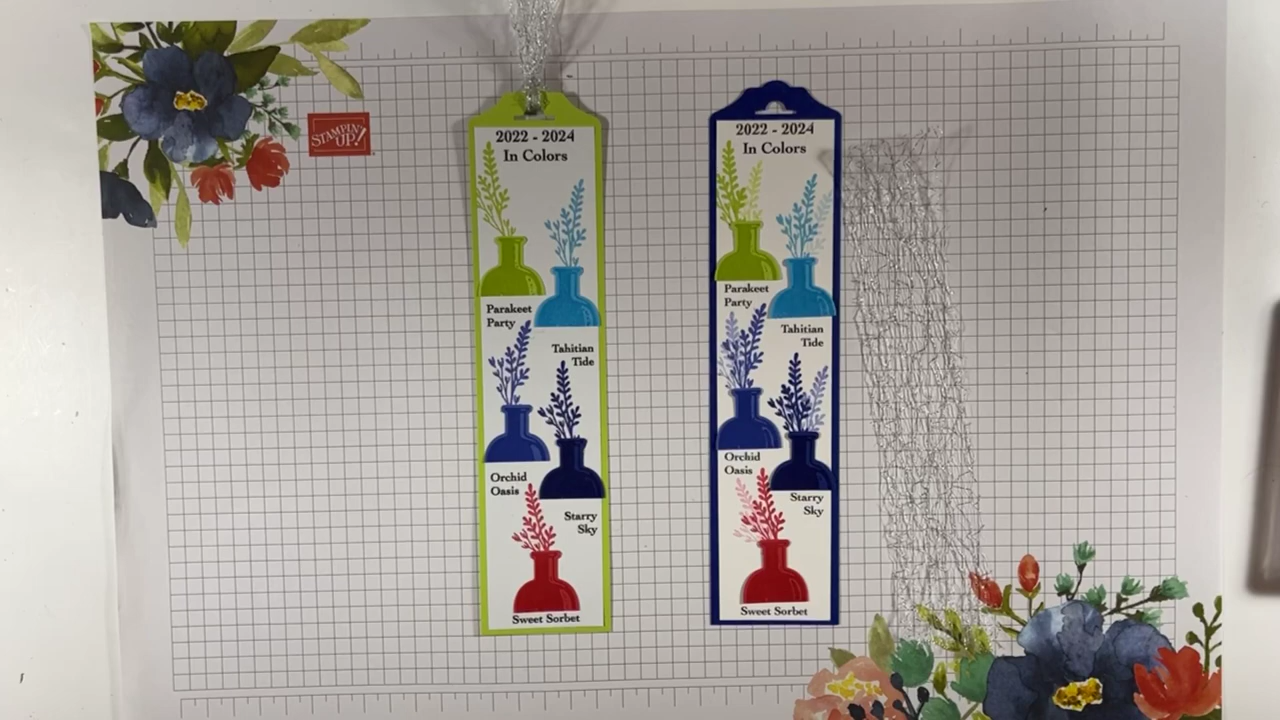 STAMPIN' UP!
2022 - 2024
In Colors
Parakeet
Party
Tahitian
Tide
Orchid
Oasis
Starry
Sky
Sweet Sorbet
2022 - 2024
In Colors
Parakeet
Party
Tahitian
Tide
Orchid
Oasis
Starry
Sky
Sweet Sorbet